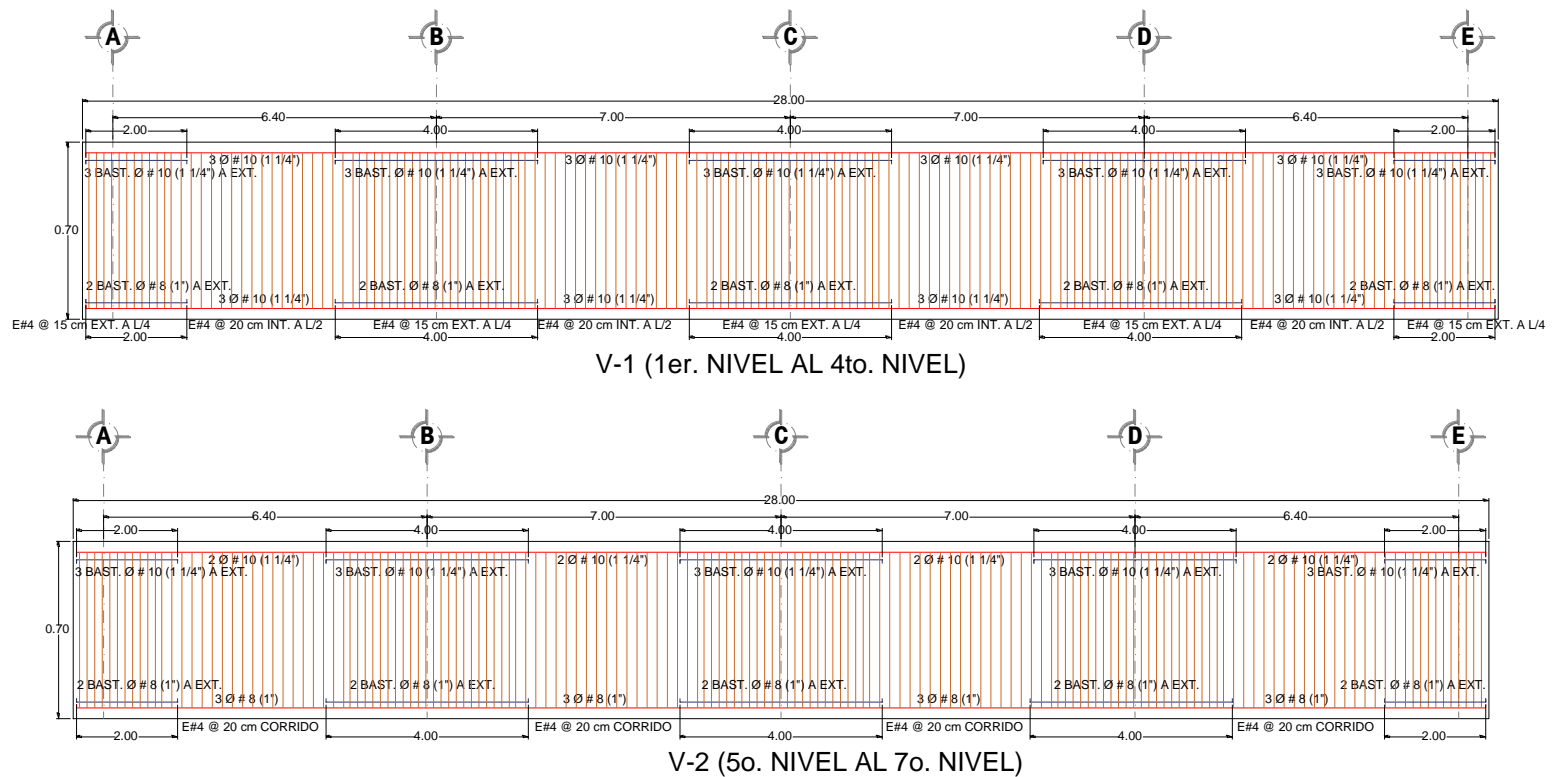 A B C D E
28.00
6.40 7.00 7.00 6.40
2.00 4.00 4.00 4.00 2.00
3 Ø # 10 (1 1/4") 3 Ø # 10 (1 1/4") 3 Ø # 10 (1 1/4") 3 Ø # 10 (1 1/4")
3 BAST. Ø # 10 (1 1/4") A EXT. 3 BAST. Ø # 10 (1 1/4") A EXT. 3 BAST. Ø # 10 (1 1/4") A EXT. 3 BAST. Ø # 10 (1 1/4") A EXT. 3 BAST. Ø # 10 (1 1/4") A EXT.
0.70
2 BAST. Ø # 8 (1") A EXT. 2 BAST. Ø # 8 (1") A EXT. 2 BAST. Ø # 8 (1") A EXT. 2 BAST. Ø # 8 (1") A EXT. 2 BAST. Ø # 8 (1") A EXT.
3 Ø # 10 (1 1/4") 3 Ø # 10 (1 1/4") 3 Ø # 10 (1 1/4") 3 Ø # 10 (1 1/4")
E#4 @ 15 cm EXT. A L/4 E#4 @ 20 cm INT. A L/2 E#4 @ 15 cm EXT. A L/4 E#4 @ 20 cm INT. A L/2 E#4 @ 15 cm EXT. A L/4 E#4 @ 20 cm INT. A L/2 E#4 @ 15 cm EXT. A L/4 E#4 @ 20 cm INT. A L/2 E#4 @ 15 cm EXT. A L/4
2.00 4.00 4.00 4.00 2.00
V-1 (1er. NIVEL AL 4to. NIVEL)
A B C D E
28.00
6.40 7.00 7.00 6.40
2.00 4.00 4.00 4.00 2.00
2 Ø # 10 (1 1/4") 2 Ø # 10 (1 1/4") 2 Ø # 10 (1 1/4") 2 Ø # 10 (1 1/4")
3 BAST. Ø # 10 (1 1/4") A EXT. 3 BAST. Ø # 10 (1 1/4") A EXT. 3 BAST. Ø # 10 (1 1/4") A EXT. 3 BAST. Ø # 10 (1 1/4") A EXT. 3 BAST. Ø # 10 (1 1/4") A EXT.
0.70
2 BAST. Ø # 8 (1") A EXT. 2 BAST. Ø # 8 (1") A EXT. 2 BAST. Ø # 8 (1") A EXT. 2 BAST. Ø # 8 (1") A EXT. 2 BAST. Ø # 8 (1") A EXT.
3 Ø # 8 (1") 3 Ø # 8 (1") 3 Ø # 8 (1") 3 Ø # 8 (1")
E#4 @ 20 cm CORRIDO E#4 @ 20 cm CORRIDO E#4 @ 20 cm CORRIDO E#4 @ 20 cm CORRIDO
2.00 4.00 4.00 4.00 2.00
V-2 (5o. NIVEL AL 7o. NIVEL)